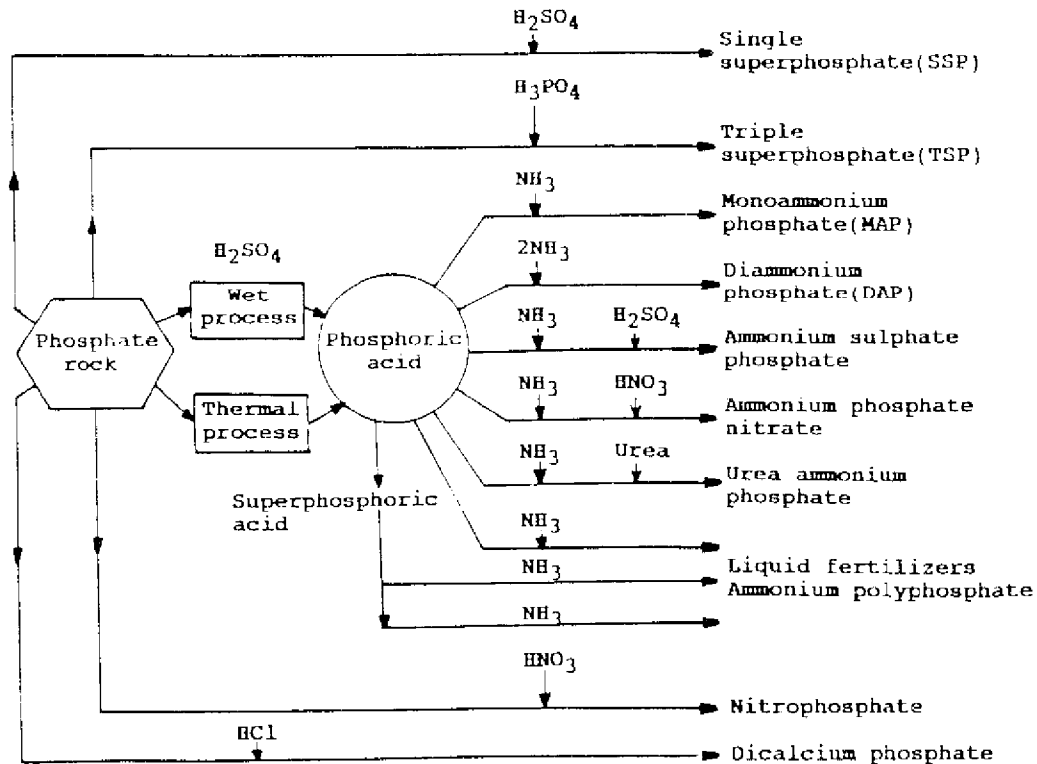 H₂SO₄
Single
superphosphate(SSP)
H₃PO₄
Triple
superphosphate(TSP)
NH₃
Monoammonium
phosphate(MAP)
H₂SO₄
2NH₃
Diammonium
phosphate(DAP)
Wet
process
NH₃
H₂SO₄
Phosphate
rock
Phosphoric
acid
Ammonium sulphate
phosphate
NH₃
HNO₃
Thermal
process
Ammonium phosphate
nitrate
NH₃
Urea
Urea ammonium
phosphate
Superphosphoric
acid
NH₃
NH₃
Liquid fertilizers
Ammonium polyphosphate
NH₃
HNO₃
Nitrophosphate
HCl
Dicalcium phosphate